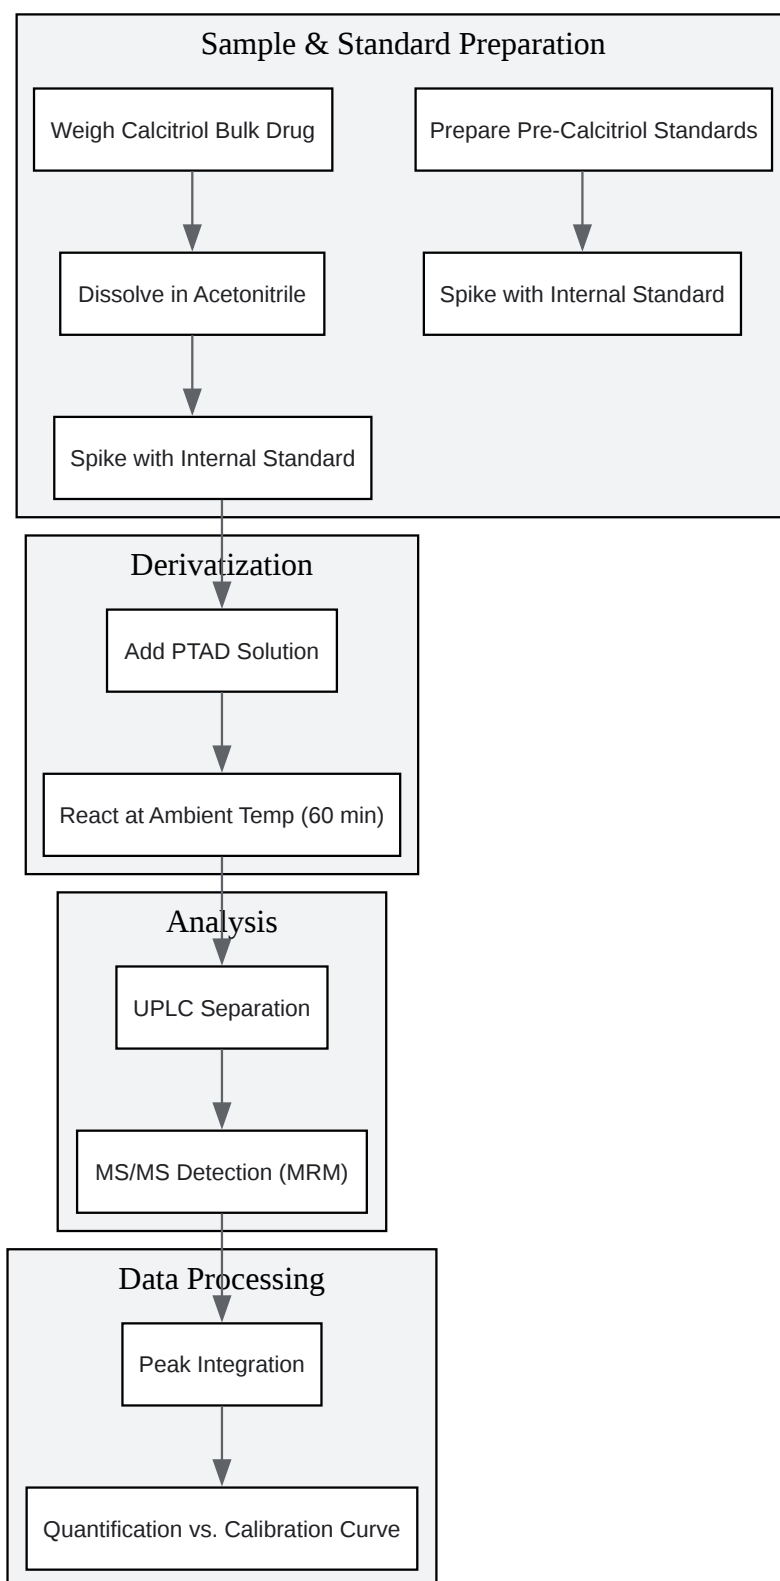 Sample & Standard Preparation
Weigh Calcitriol Bulk Drug
Prepare Pre-Calcitriol Standards
Dissolve in Acetonitrile
Spike with Internal Standard
Spike with Internal Standard
Derivatization
Add PTAD Solution
React at Ambient Temp (60 min)
Analysis
UPLC Separation
MS/MS Detection (MRM)
Data Processing
Peak Integration
Quantification vs. Calibration Curve